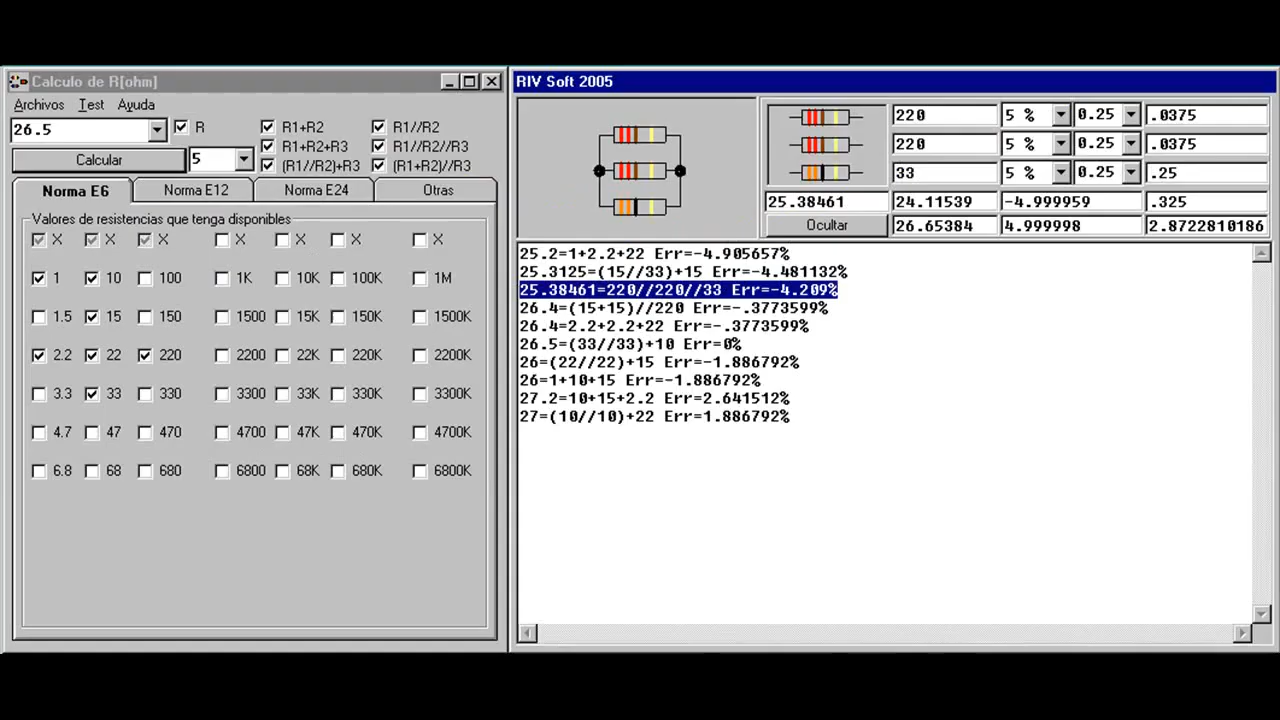 Calculo de R[ohm]
Archivos Test Ayuda
26.5 R R1+R2 R1//R2
R1+R2+R3 R1//R2//R3
Calcular 5 (R1//R2)+R3 (R1+R2)//R3
Norma E6 Norma E12 Norma E24 Otras
Valores de resistencias que tenga disponibles
X X X X X X X
1 10 100 1K 10K 100K 1M
1.5 15 150 1500 15K 150K 1500K
2.2 22 220 2200 22K 220K 2200K
3.3 33 330 3300 33K 330K 3300K
4.7 47 470 4700 47K 470K 4700K
6.8 68 680 6800 68K 680K 6800K
RIV Soft 2005
220 5 % 0.25 .0375
220 5 % 0.25 .0375
33 5 % 0.25 .25
25.38461 24.11539 -4.999959 .325
Ocultar 26.65384 4.999998 2.8722810186
25.2=1+2.2+22 Err=-4.905657%
25.3125=(15//33)+15 Err=-4.481132%
25.38461=220//220//33 Err=-4.209%
26.4=(15+15)//220 Err=-.3773599%
26.4=2.2+2.2+22 Err=-.3773599%
26.5=(33//33)+10 Err=0%
26=(22//22)+15 Err=-1.886792%
26=1+10+15 Err=-1.886792%
27.2=10+15+2.2 Err=2.641512%
27=(10//10)+22 Err=1.886792%